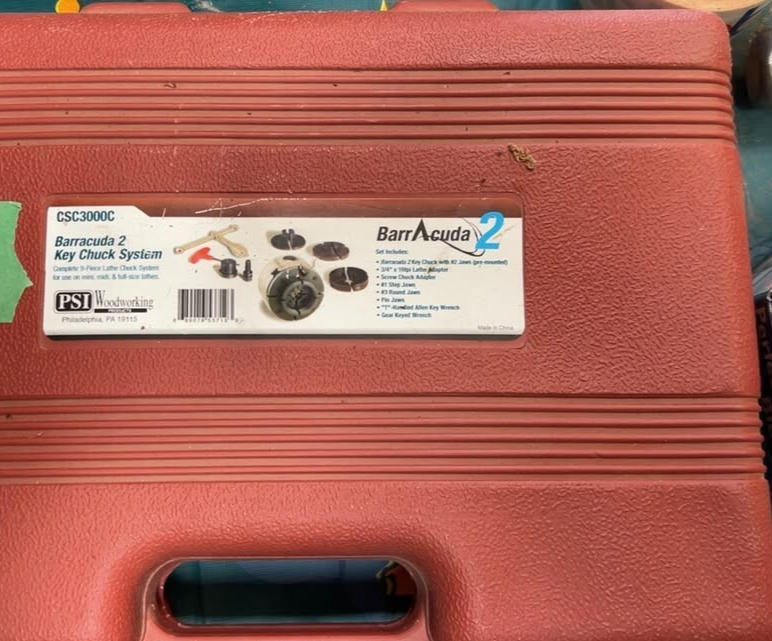 CSC3000C
Barracuda 2
Key Chuck System
Complete 9-Piece Lathe Chuck System
for use on mini, midi, & full-size lathes.
PSI Woodworking
PRODUCTS
Philadelphia, PA 19115
BarrAcuda 2
Set Includes:
• Barracuda 2 Key Chuck with #2 Jaws (pre-mounted)
• 3/4" x 16tpi Lathe Adapter
• Screw Chuck Adapter
• #1 Step Jaws
• #3 Round Jaws
• Pin Jaws
• "T"-Handled Allen Key Wrench
• Gear Keyed Wrench
Made in China